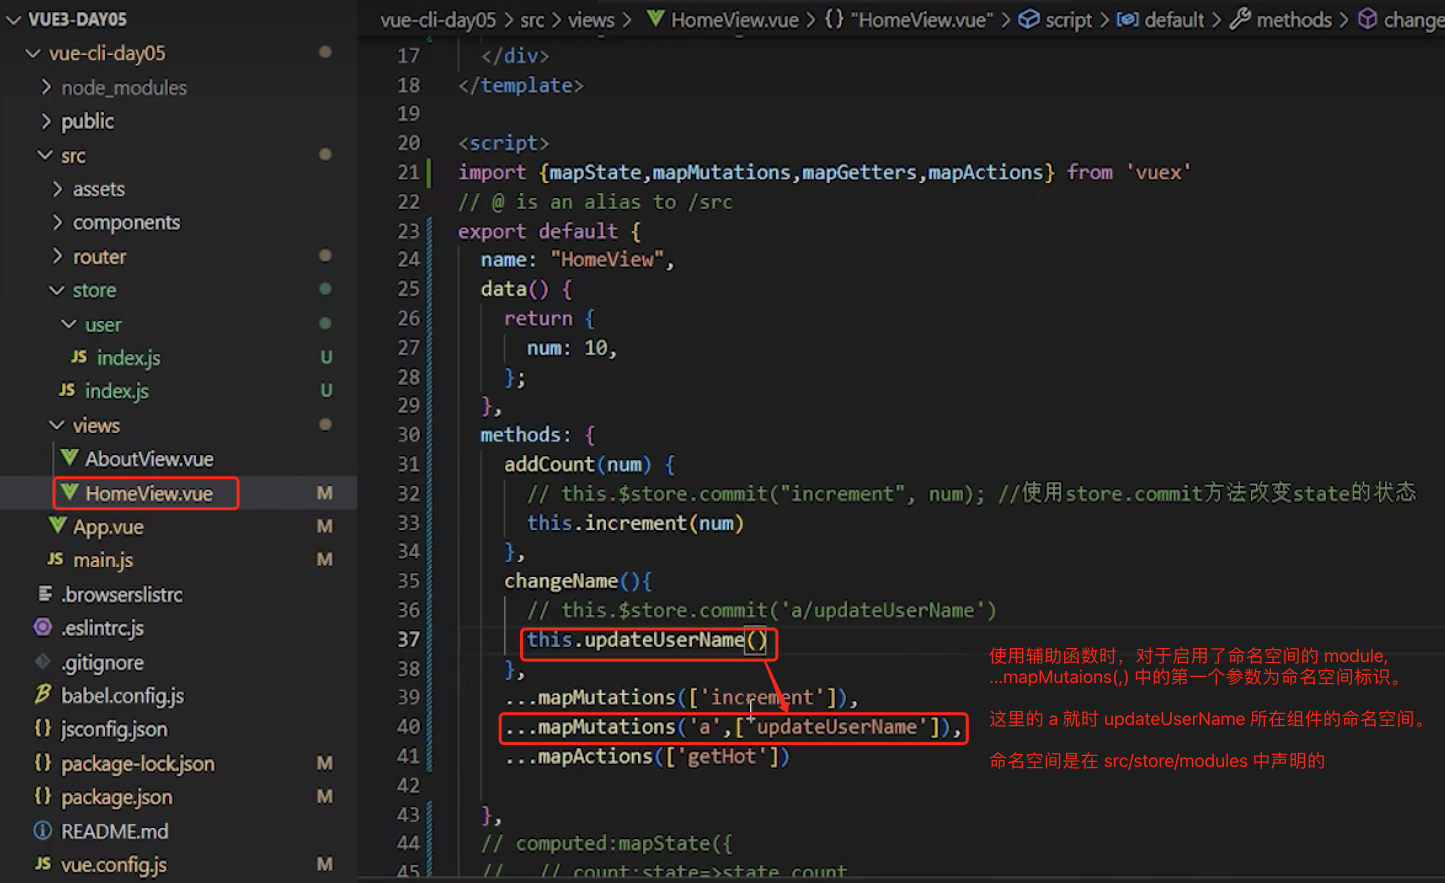 VUE3-DAY05
vue-cli-day05
node_modules
public
src
assets
components
router
store
user
JS index.js U
JS index.js U
views
AboutView.vue
HomeView.vue M
App.vue M
JS main.js M
.browserslistrc
.eslintrc.js
.gitignore
babel.config.js
{} jsconfig.json
{} package-lock.json M
{} package.json M
README.md
JS vue.config.js M
vue-cli-day05 > src > views > HomeView.vue > {} "HomeView.vue" > script > default > methods > change
17 </div>
18 </template>
19
20 <script>
21 import {mapState,mapMutations,mapGetters,mapActions} from 'vuex'
22 // @ is an alias to /src
23 export default {
24 name: "HomeView",
25 data() {
26 return {
27 num: 10,
28 };
29 },
30 methods: {
31 addCount(num) {
32 // this.$store.commit("increment", num); //使用store.commit方法改变state的状态
33 this.increment(num)
34 },
35 changeName(){
36 // this.$store.commit('a/updateUserName')
37 this.updateUserName()
38 },
39 ...mapMutations(['increment']),
40 ...mapMutations('a',['updateUserName']),
41 ...mapActions(['getHot'])
42
43 },
44 // computed:mapState({
45 // // count:state=>state.count
使用辅助函数时，对于启用了命名空间的 module,
...mapMutaions(,) 中的第一个参数为命名空间标识。
这里的 a 就时 updateUserName 所在组件的命名空间。
命名空间是在 src/store/modules 中声明的